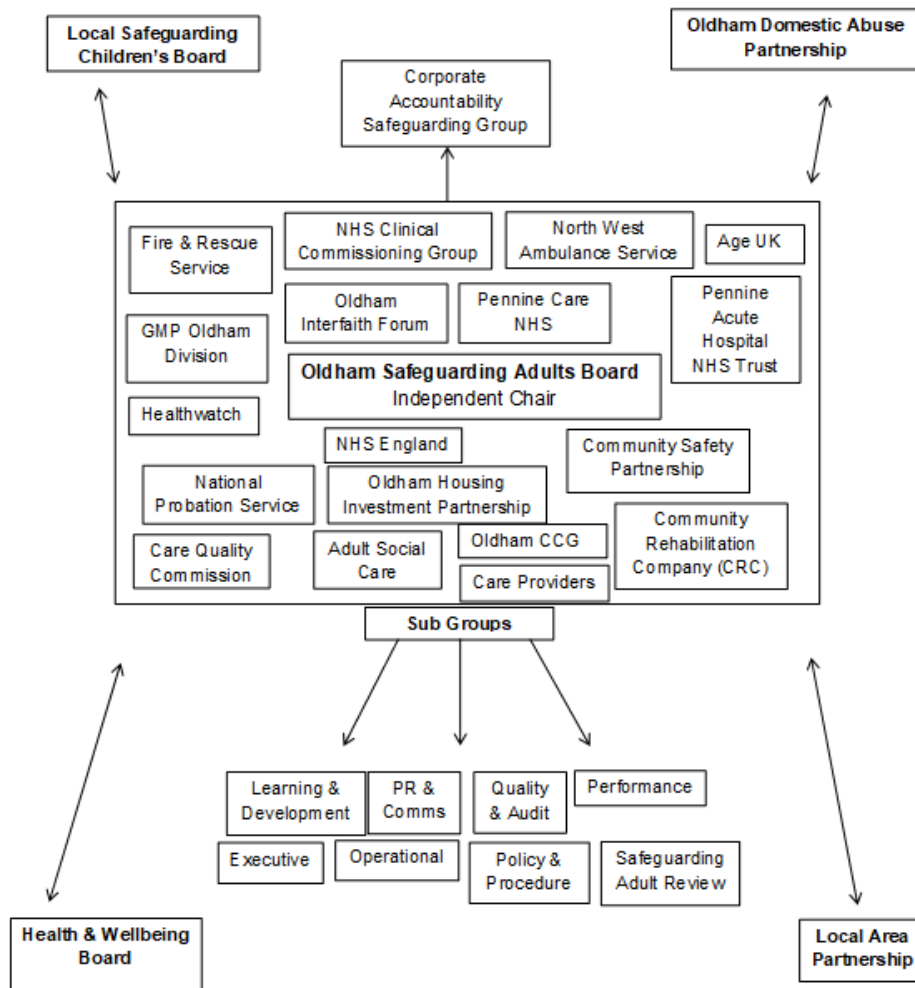 Local Safeguarding
Children's Board
Oldham Domestic Abuse
Partnership
Corporate
Accountability
Safeguarding Group
Fire & Rescue
Service
NHS Clinical
Commissioning Group
North West
Ambulance Service
Age UK
Oldham
Interfaith Forum
Pennine Care
NHS
Pennine
Acute
Hospital
NHS Trust
GMP Oldham
Division
Oldham Safeguarding Adults Board
Independent Chair
Healthwatch
NHS England
Community Safety
Partnership
National
Probation Service
Oldham Housing
Investment Partnership
Community
Rehabilitation
Company (CRC)
Care Quality
Commission
Adult Social
Care
Oldham CCG
Care Providers
Sub Groups
Learning &
Development
PR &
Comms
Quality
& Audit
Performance
Executive
Operational
Policy &
Procedure
Safeguarding
Adult Review
Health & Wellbeing
Board
Local Area
Partnership